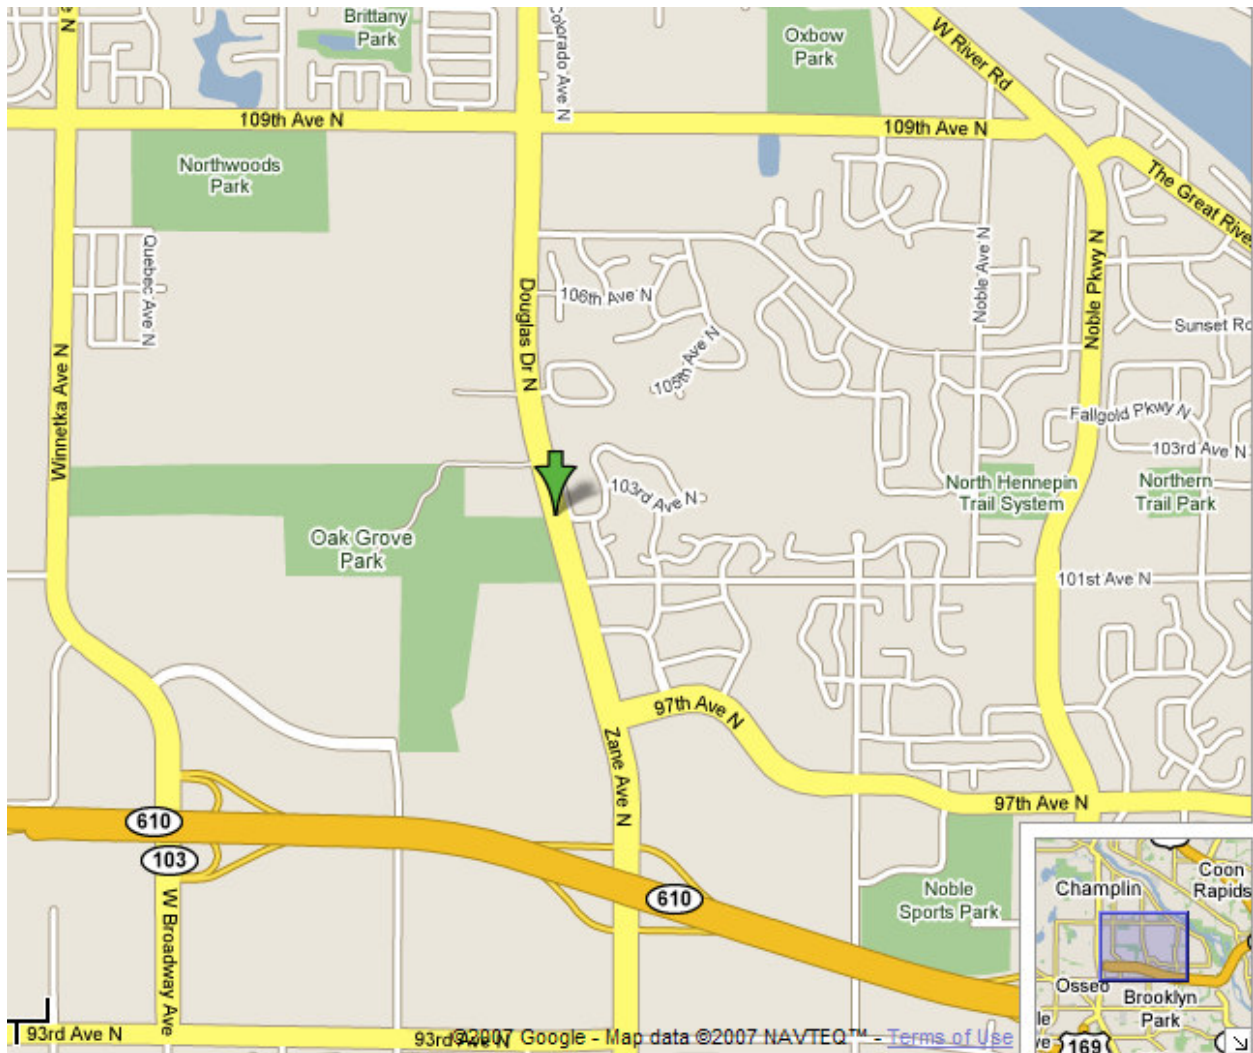 N
Brittany
Park
Colorado Ave N
Oxbow
Park
W River Rd
109th Ave N
109th Ave N
Northwoods
Park
The Great River
Quebec Ave N
Noble Ave N
Noble Pkwy N
106th Ave N
Douglas Dr N
Sunset Rd
105th Ave N
Winnetka Ave N
Fallgold Pkwy N
103rd Ave N
103rd Ave N
North Hennepin
Trail System
Northern
Trail Park
Oak Grove
Park
101st Ave N
97th Ave N
Zane Ave N
97th Ave N
610
103
610
Noble
Sports Park
W Broadway Ave
Champlin
Coon
Rapids
Osseo
Brooklyn
Park
169
93rd Ave N
93rd Ave N
©2007 Google - Map data ©2007 NAVTEQ™ - Terms of Use